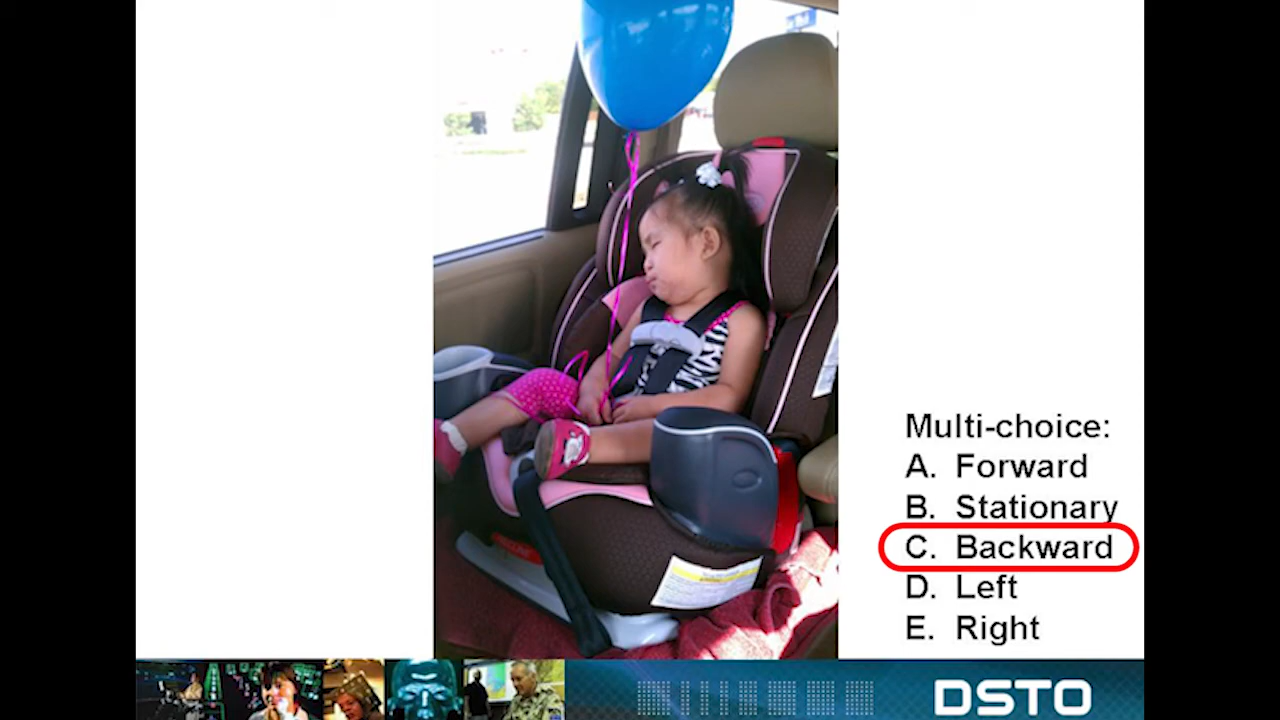 Multi-choice:
A. Forward
B. Stationary
C. Backward
D. Left
E. Right
DSTO